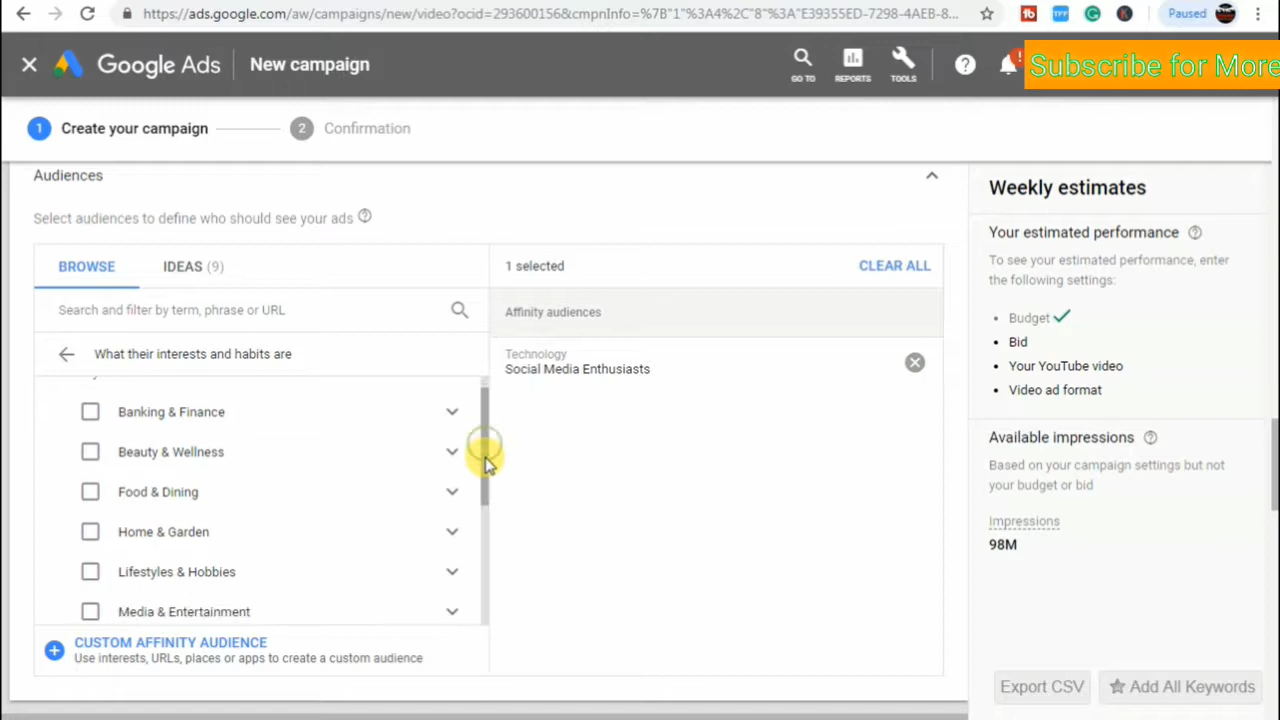 https://ads.google.com/aw/campaigns/new/video?ocid=293600156&cmpnInfo=%7B"1"%3A4%2C"8"%3A"E39355ED-7298-4AEB-8...
Paused
Google Ads
New campaign
GO TO
REPORTS
TOOLS
Subscribe for More
1
Create your campaign
2
Confirmation
Audiences
Select audiences to define who should see your ads
BROWSE
IDEAS (9)
1 selected
CLEAR ALL
Search and filter by term, phrase or URL
Affinity audiences
What their interests and habits are
Technology
Social Media Enthusiasts
Banking & Finance
Beauty & Wellness
Food & Dining
Home & Garden
Lifestyles & Hobbies
Media & Entertainment
CUSTOM AFFINITY AUDIENCE
Use interests, URLs, places or apps to create a custom audience
Weekly estimates
Your estimated performance
To see your estimated performance, enter
the following settings:
• Budget
• Bid
• Your YouTube video
• Video ad format
Available impressions
Based on your campaign settings but not
your budget or bid
Impressions
98M
Export CSV
Add All Keywords